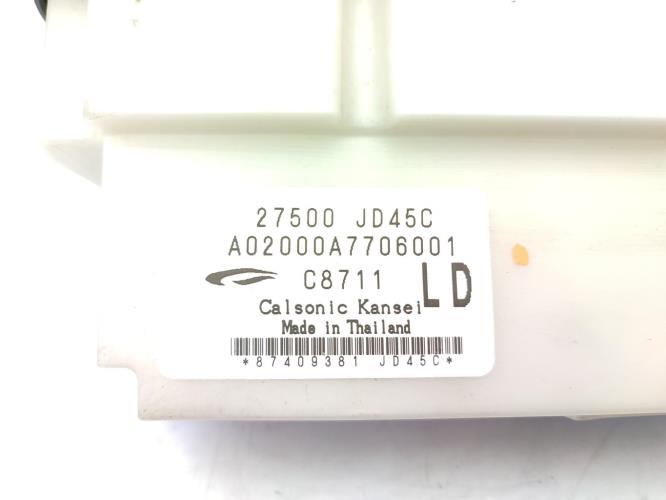 27500 JD45C
A02000A7706001
C8711 LD
Calsonic Kansei
Made in Thailand
*87409381 JD45C*